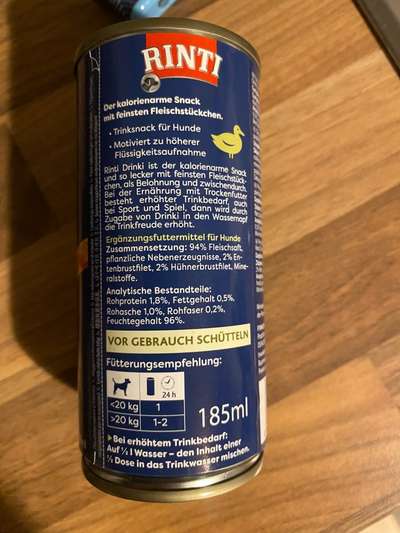 RINTI
Der kalorienarme Snack
mit feinsten Fleischstückchen.
• Trinksnack für Hunde
• Motiviert zu höherer
Flüssigkeitsaufnahme
Rinti Drinki ist der kalorienarme Snack
und so lecker mit feinsten Fleischstück-
chen, als Belohnung und zwischendurch.
Bei der Ernährung mit Trockenfutter
besteht erhöhter Trinkbedarf, auch
bei Sport und Spiel, dann wird durch
Zugabe von Drinki in den Wassernapf
die Trinkfreude erhöht.
Ergänzungsfuttermittel für Hunde
Zusammensetzung: 94% Fleischsaft,
pflanzliche Nebenerzeugnisse, 2% En-
tenbrustfilet, 2% Hühnerbrustfilet, Mine-
ralstoffe.
Analytische Bestandteile:
Rohprotein 1,8%, Fettgehalt 0,5%,
Rohasche 1,0%, Rohfaser 0,2%,
Feuchtegehalt 96%.
VOR GEBRAUCH SCHÜTTELN
Fütterungsempfehlung:
24 h
<20 kg 1
>20 kg 1-2
185ml
Bei erhöhtem Trinkbedarf:
Auf ½ l Wasser – den Inhalt einer
½ Dose in das Trinkwasser mischen.